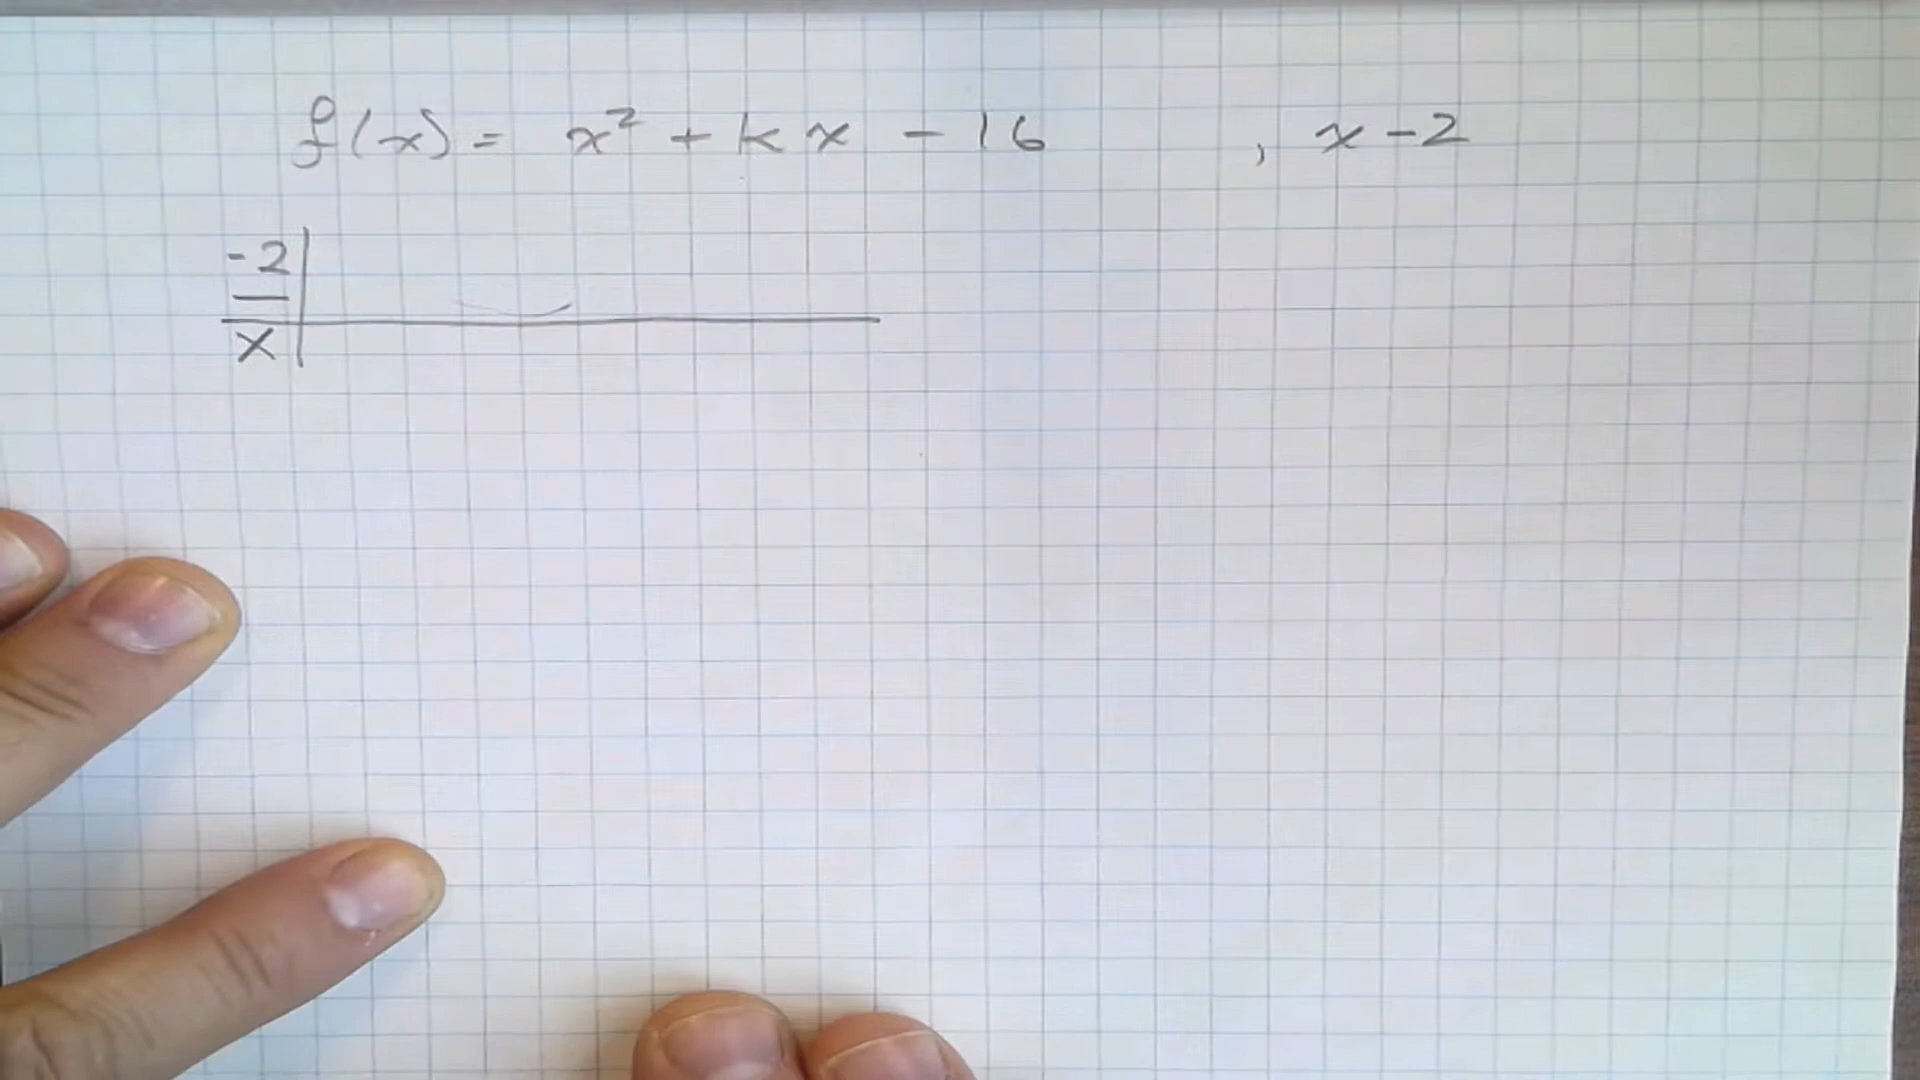 f(x) = x² + kx - 16 , x - 2
-2
x